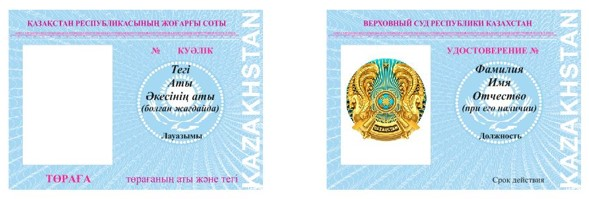 ҚАЗАҚСТАН РЕСПУБЛИКАСЫНЫҢ ЖОҒАРҒЫ СОТЫ
№ КУӘЛІК
Тегі
Аты
Әкесінің аты
(болған жағдайда)
Лауазымы
ТӨРАҒА
төрағаның аты және тегі
KAZAKHSTAN
ВЕРХОВНЫЙ СУД РЕСПУБЛИКИ КАЗАХСТАН
УДОСТОВЕРЕНИЕ №
Фамилия
Имя
Отчество
(при его наличии)
Должность
Срок действия
KAZAKHSTAN